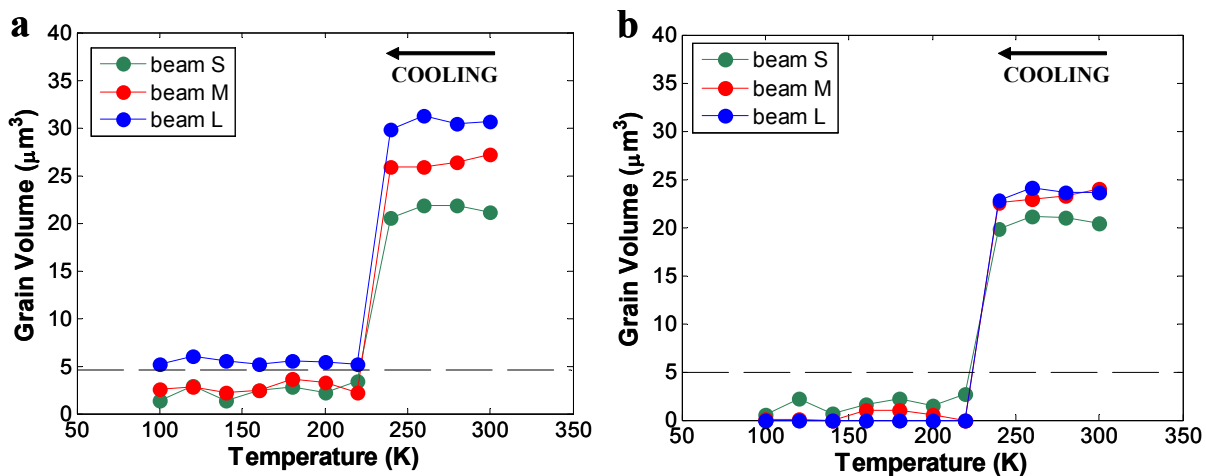 a
40
35
30
25
20
15
10
5
0
Grain Volume (μm³)
beam S
beam M
beam L
COOLING
50 100 150 200 250 300 350
Temperature (K)
b
40
35
30
25
20
15
10
5
0
Grain Volume (μm³)
beam S
beam M
beam L
COOLING
50 100 150 200 250 300 350
Temperature (K)